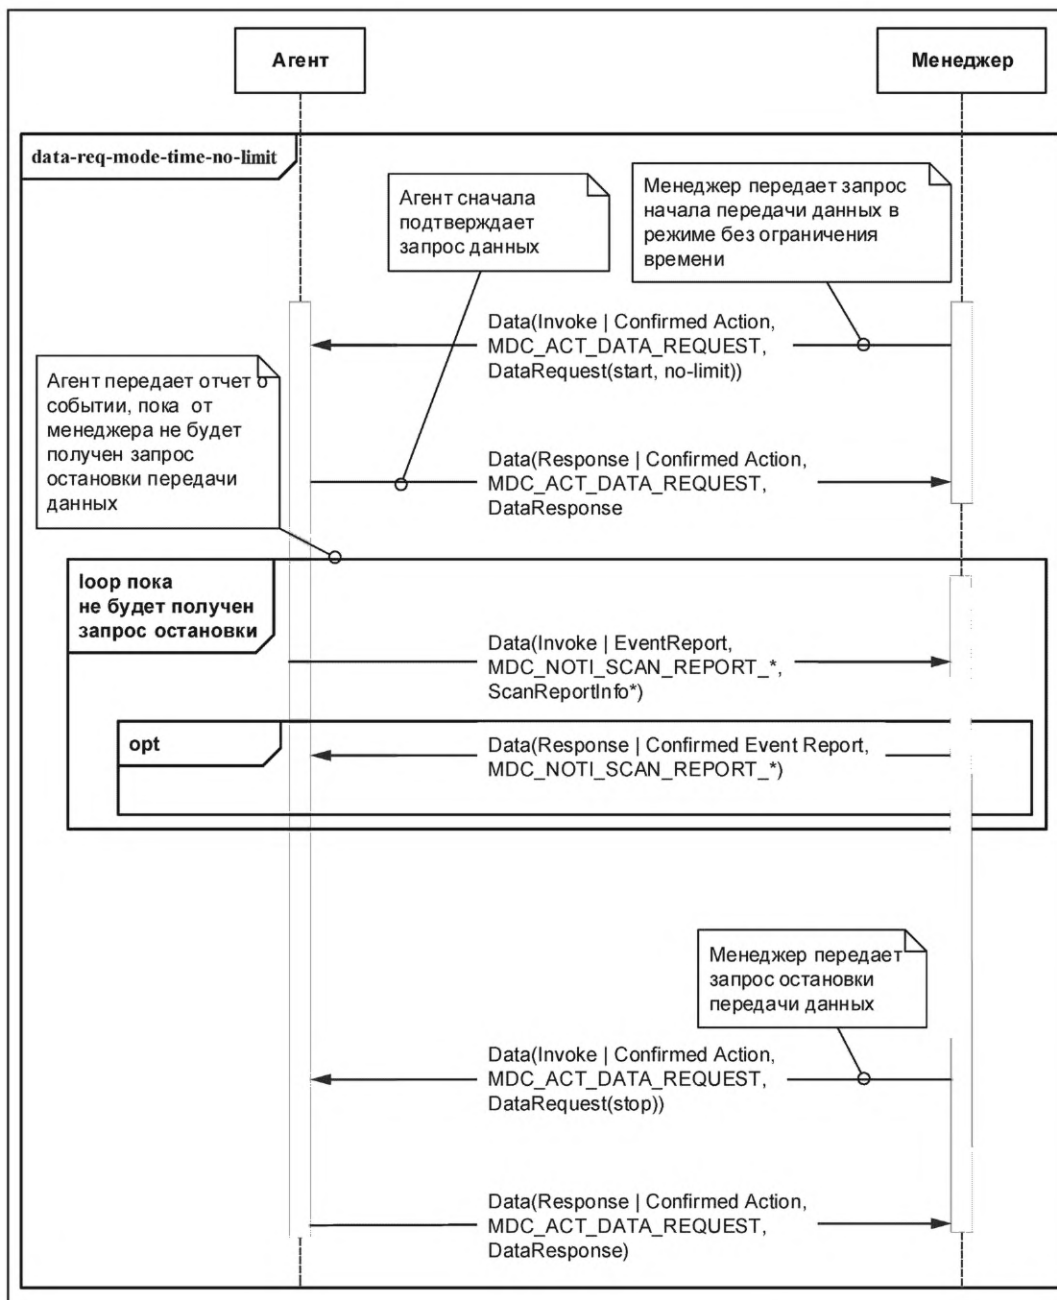 Агент
Менеджер
data-req-mode-time-no-limit
Агент сначала
подтверждает
запрос данных
Менеджер передает запрос
начала передачи данных в
режиме без ограничения
времени
Data(Invoke | Confirmed Action,
MDC_ACT_DATA_REQUEST,
DataRequest(start, no-limit))
Агент передает отчет о
событии, пока от
менеджера не будет
получен запрос
остановки передачи
данных
Data(Response | Confirmed Action,
MDC_ACT_DATA_REQUEST,
DataResponse
loop пока
не будет получен
запрос остановки
Data(Invoke | EventReport,
MDC_NOTI_SCAN_REPORT_*,
ScanReportInfo*)
opt
Data(Response | Confirmed Event Report,
MDC_NOTI_SCAN_REPORT_*)
Менеджер передает
запрос остановки
передачи данных
Data(Invoke | Confirmed Action,
MDC_ACT_DATA_REQUEST,
DataRequest(stop))
Data(Response | Confirmed Action,
MDC_ACT_DATA_REQUEST,
DataResponse)